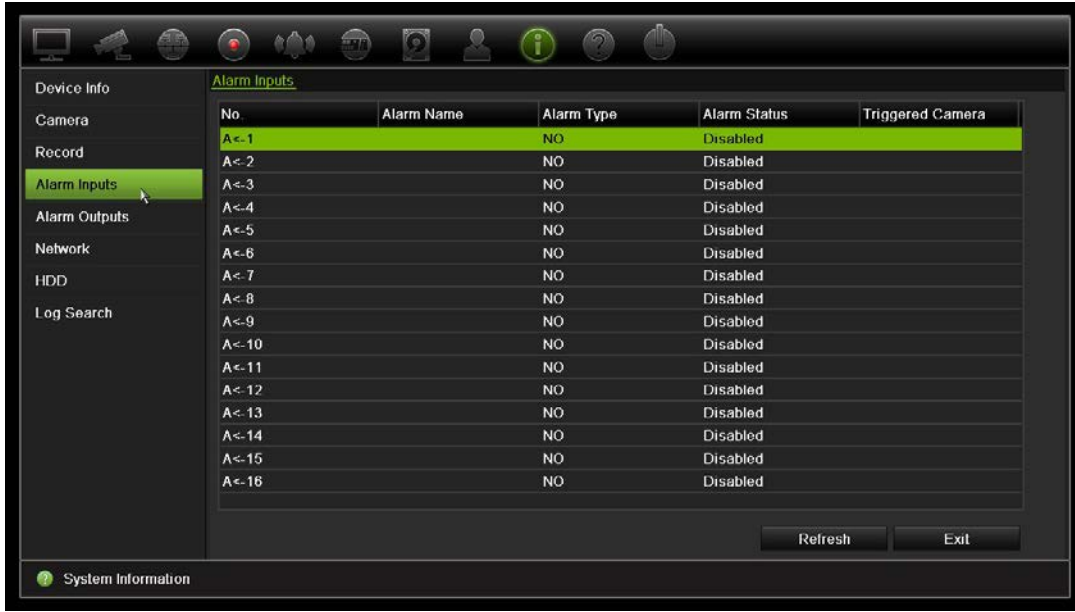 Device Info
Camera
Record
Alarm Inputs
Alarm Outputs
Network
HDD
Log Search
Alarm Inputs
No. Alarm Name Alarm Type Alarm Status Triggered Camera
A<-1 NO Disabled
A<-2 NO Disabled
A<-3 NO Disabled
A<-4 NO Disabled
A<-5 NO Disabled
A<-6 NO Disabled
A<-7 NO Disabled
A<-8 NO Disabled
A<-9 NO Disabled
A<-10 NO Disabled
A<-11 NO Disabled
A<-12 NO Disabled
A<-13 NO Disabled
A<-14 NO Disabled
A<-15 NO Disabled
A<-16 NO Disabled
Refresh Exit
System Information